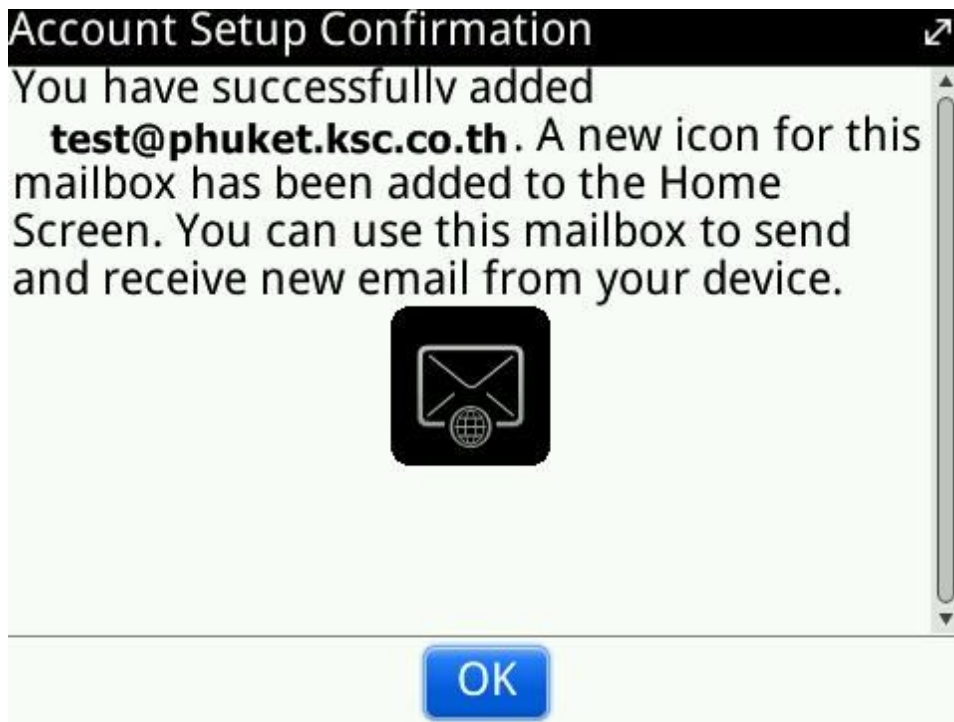 Account Setup Confirmation
You have successfully added
test@phuket.ksc.co.th. A new icon for this
mailbox has been added to the Home
Screen. You can use this mailbox to send
and receive new email from your device.
OK